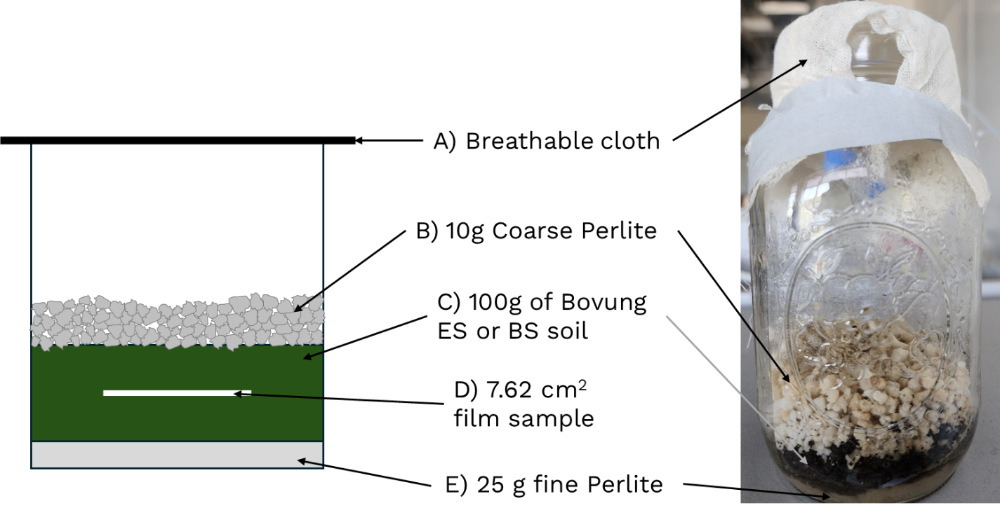 A) Breathable cloth
B) 10g Coarse Perlite
C) 100g of Bovung
ES or BS soil
D) 7.62 cm²
film sample
E) 25 g fine Perlite